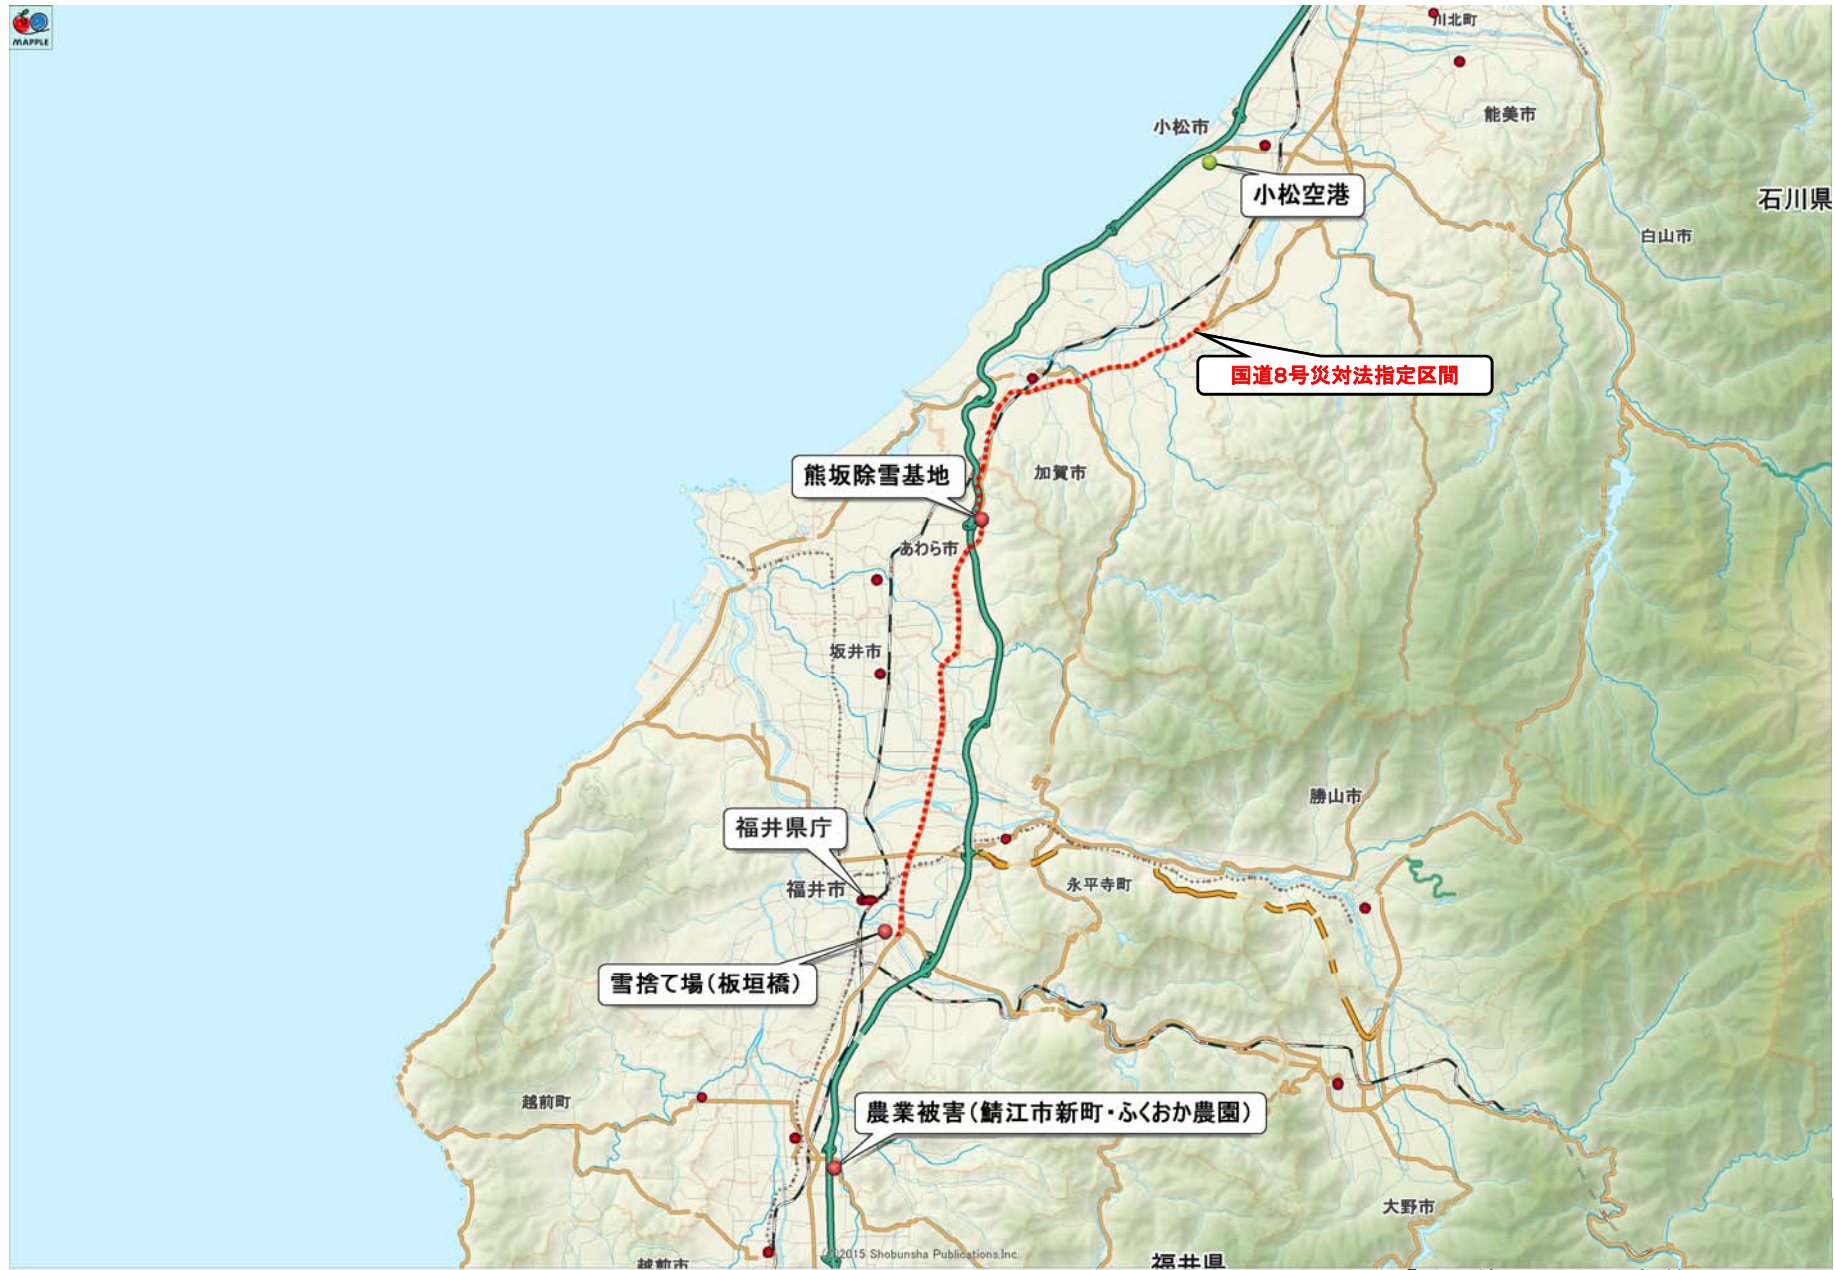 MAPPLE
川北町
能美市
小松市
小松空港
石川県
白山市
国道8号災対法指定区間
熊坂除雪基地
加賀市
あわら市
坂井市
勝山市
福井県庁
福井市
永平寺町
雪捨て場(板垣橋)
越前町
農業被害(鯖江市新町・ふくおか農園)
大野市
©2015 Shobunsha Publications.Inc.
福井県
越前市